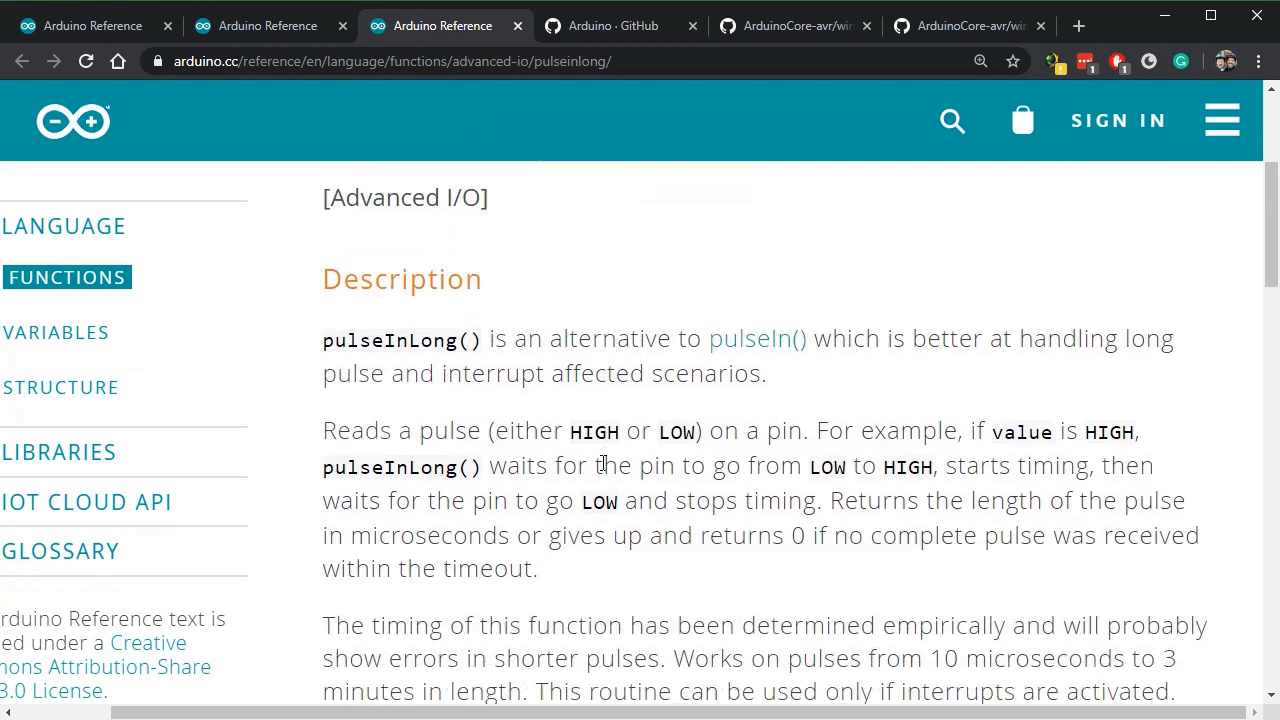 Arduino Reference
Arduino Reference
Arduino Reference
Arduino · GitHub
ArduinoCore-avr/wir
ArduinoCore-avr/wi
arduino.cc/reference/en/language/functions/advanced-io/pulseinlong/
1
1
1
SIGN IN
[Advanced I/O]
LANGUAGE
FUNCTIONS
VARIABLES
STRUCTURE
LIBRARIES
IOT CLOUD API
GLOSSARY
rduino Reference text is
ed under a Creative
mons Attribution-Share
3.0 License.
Description
pulseInLong() is an alternative to pulseIn() which is better at handling long
pulse and interrupt affected scenarios.
Reads a pulse (either HIGH or LOW) on a pin. For example, if value is HIGH,
pulseInLong() waits for the pin to go from LOW to HIGH, starts timing, then
waits for the pin to go LOW and stops timing. Returns the length of the pulse
in microseconds or gives up and returns 0 if no complete pulse was received
within the timeout.
The timing of this function has been determined empirically and will probably
show errors in shorter pulses. Works on pulses from 10 microseconds to 3
minutes in length. This routine can be used only if interrupts are activated.